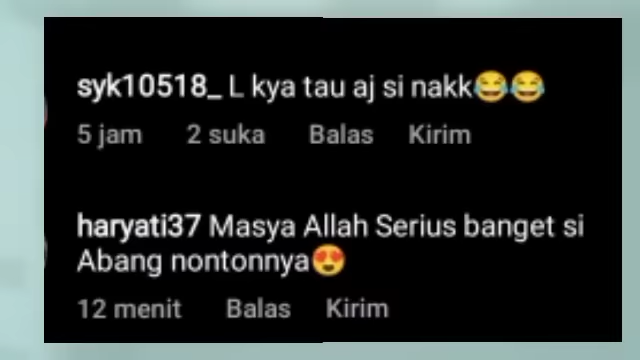 syk10518_ L kya tau aj si nakk😂😂
5 jam 2 suka Balas Kirim
haryati37 Masya Allah Serius banget si
Abang nontonnya😍
12 menit Balas Kirim